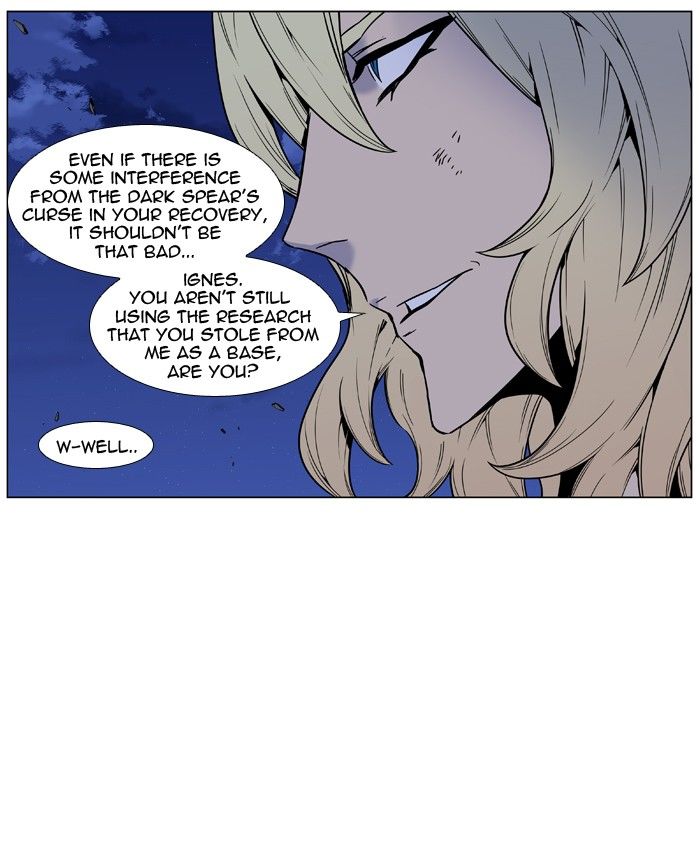 EVEN IF THERE IS
SOME INTERFERENCE
FROM THE DARK SPEAR'S
CURSE IN YOUR RECOVERY,
IT SHOULDN'T BE
THAT BAD...
IGNES.
YOU AREN'T STILL
USING THE RESEARCH
THAT YOU STOLE FROM
ME AS A BASE,
ARE YOU?
W-WELL..